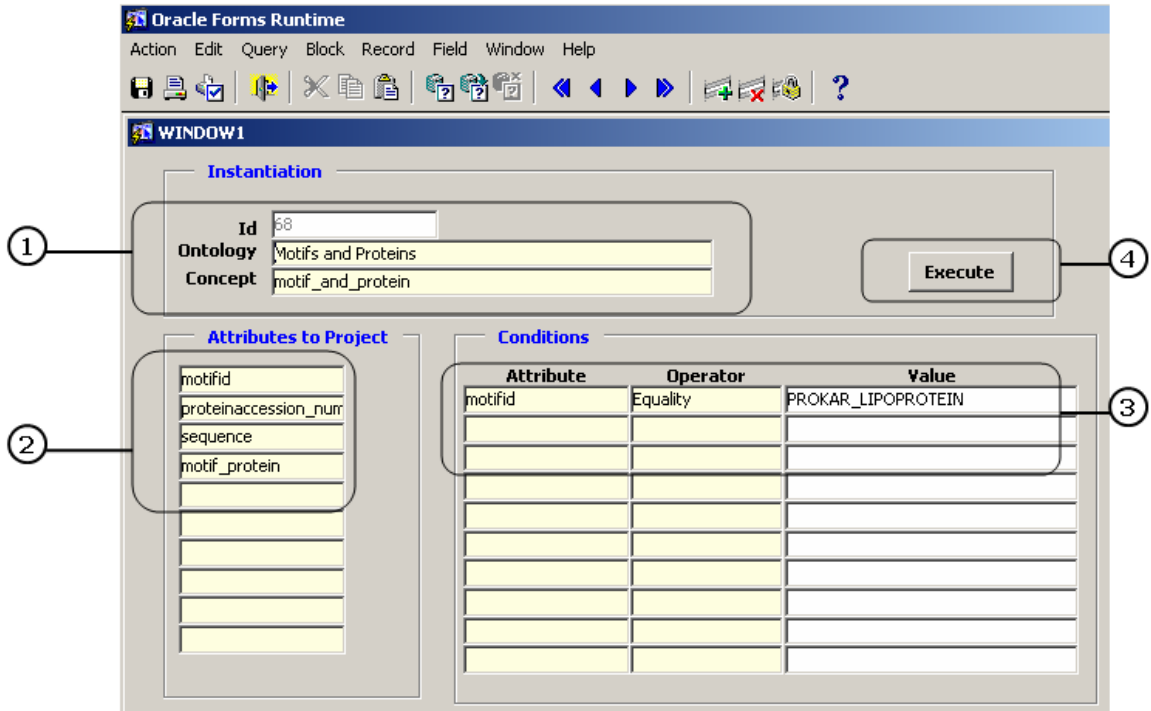 Oracle Forms Runtime
Action Edit Query Block Record Field Window Help
?
WINDOW1
Instantiation
Id 68
1
Ontology Motifs and Proteins
Concept motif_and_protein
Execute
4
Attributes to Project
Conditions
Attribute Operator Value
motifid
motifid Equality PROKAR_LIPOPROTEIN
3
proteinaccession_num
sequence
2
motif_protein